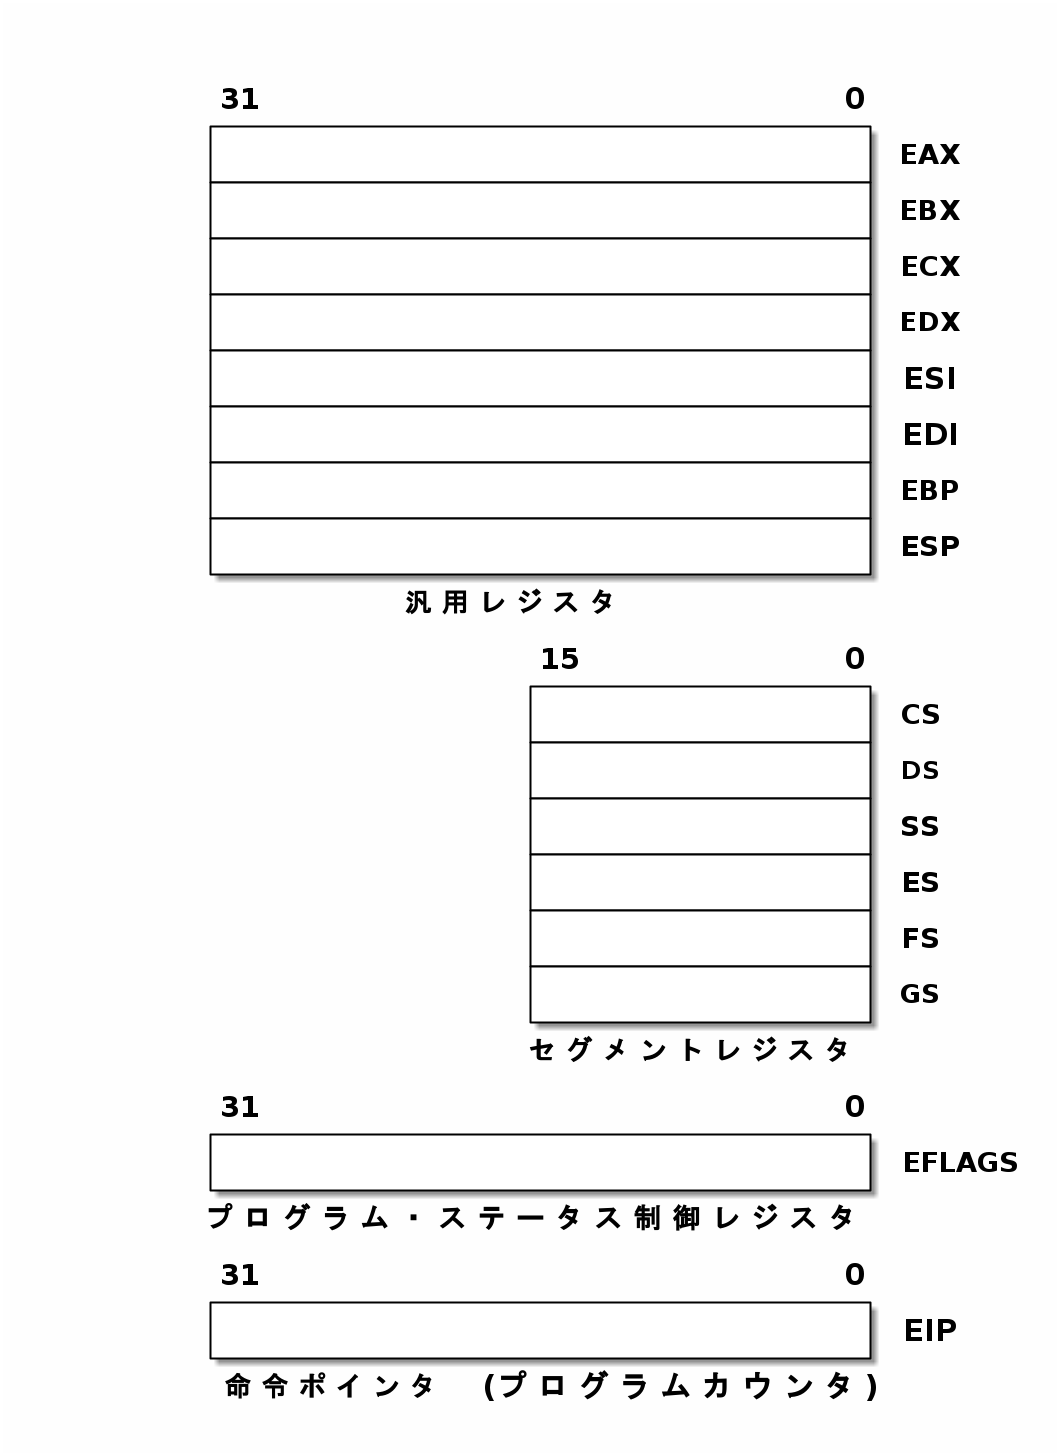 31 0
EAX
EBX
ECX
EDX
ESI
EDI
EBP
ESP
汎用レジスタ
15 0
CS
DS
SS
ES
FS
GS
セグメントレジスタ
31 0
EFLAGS
プログラム・ステータス制御レジスタ
31 0
EIP
命令ポインタ (プログラムカウンタ)